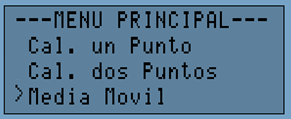 ---MENU PRINCIPAL---
Cal. un Punto
Cal. dos Puntos
>Media Movil